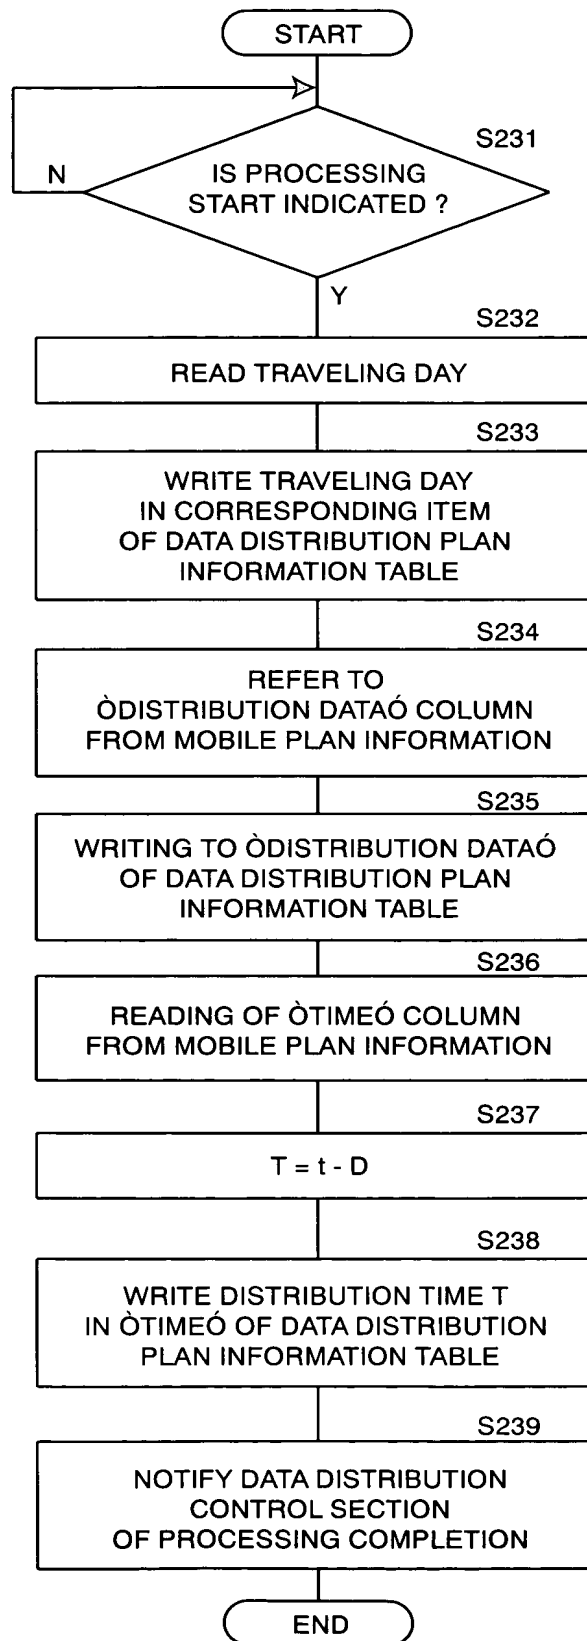 START
S231
N
IS PROCESSING
START INDICATED ?
Y
S232
READ TRAVELING DAY
S233
WRITE TRAVELING DAY
IN CORRESPONDING ITEM
OF DATA DISTRIBUTION PLAN
INFORMATION TABLE
S234
REFER TO
ÒDISTRIBUTION DATAÓ COLUMN
FROM MOBILE PLAN INFORMATION
S235
WRITING TO ÒDISTRIBUTION DATAÓ
OF DATA DISTRIBUTION PLAN
INFORMATION TABLE
S236
READING OF ÒTIMEÓ COLUMN
FROM MOBILE PLAN INFORMATION
S237
T = t - D
S238
WRITE DISTRIBUTION TIME T
IN ÒTIMEÓ OF DATA DISTRIBUTION
PLAN INFORMATION TABLE
S239
NOTIFY DATA DISTRIBUTION
CONTROL SECTION
OF PROCESSING COMPLETION
END